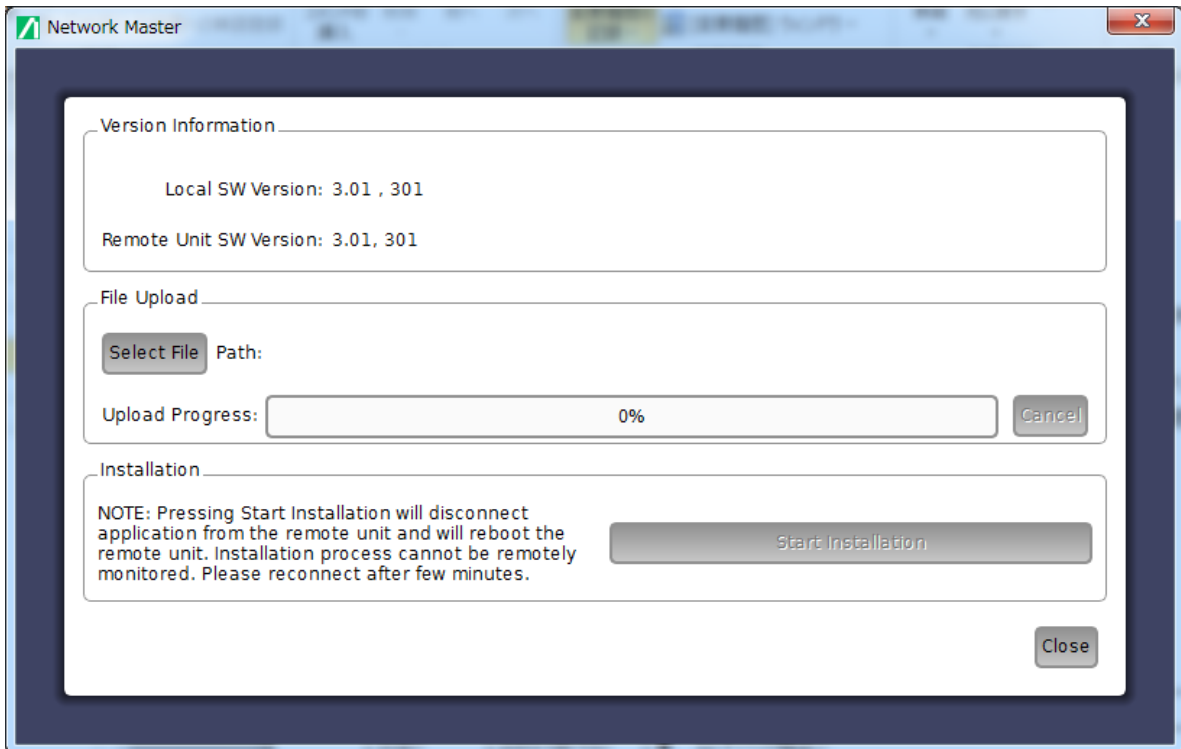 Network Master
Version Information
Local SW Version: 3.01 , 301
Remote Unit SW Version: 3.01, 301
File Upload
Select File Path:
Upload Progress: 0% Cancel
Installation
NOTE: Pressing Start Installation will disconnect
application from the remote unit and will reboot the
remote unit. Installation process cannot be remotely
monitored. Please reconnect after few minutes.
Start Installation
Close